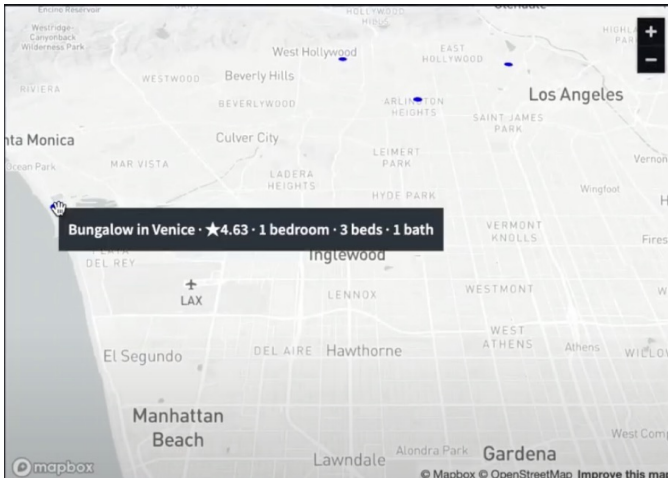 Encino Reservoir
HOLLYWOOD
HILLS
Westridge-
Canyonback
Wilderness Park
West Hollywood
EAST
HOLLYWOOD
+
−
RIVIERA
WESTWOOD
Beverly Hills
BEVERLYWOOD
ARLINGTON
HEIGHTS
Los Angeles
SAINT JAMES
PARK
nta Monica
Culver City
Ocean Park
MAR VISTA
LEIMERT
PARK
Vernon
LADERA
HEIGHTS
HYDE PARK
Wingfoot
H
Bungalow in Venice · ★4.63 · 1 bedroom · 3 beds · 1 bath
VERMONT
KNOLLS
Fires
PLAYA
DEL REY
Inglewood
LAX
LENNOX
WESTMONT
W
WEST
ATHENS
El Segundo
DEL AIRE
Hawthorne
Athens
WILLO
Manhattan
Beach
West Comp
Alondra Park
Gardena
Lawndale
mapbox
© Mapbox © OpenStreetMap Improve this map